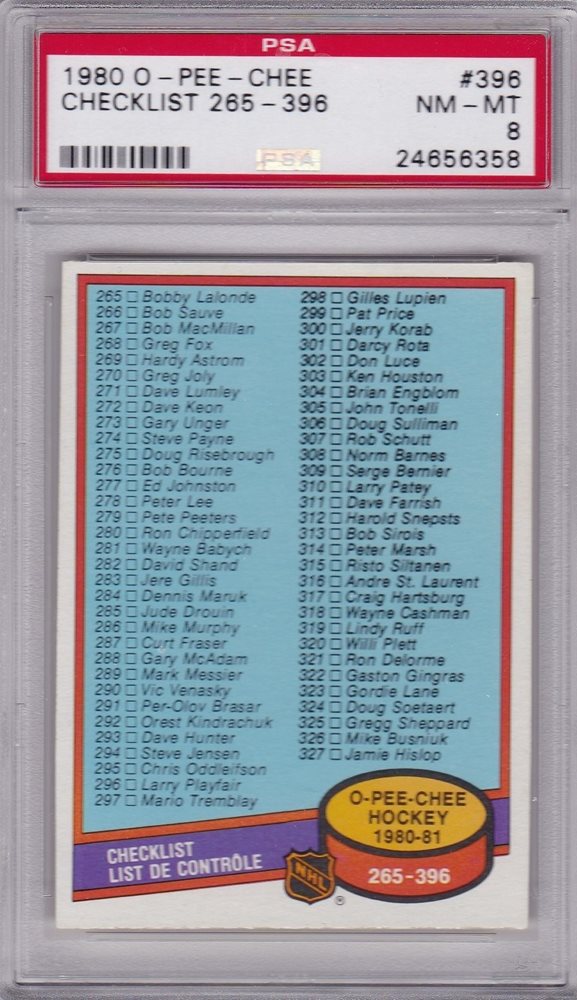 PSA
1980 O-PEE-CHEE #396
CHECKLIST 265-396 NM-MT
8
PSA 24656358
265 □ Bobby Lalonde
266 □ Bob Sauve
267 □ Bob MacMillan
268 □ Greg Fox
269 □ Hardy Astrom
270 □ Greg Joly
271 □ Dave Lumley
272 □ Dave Keon
273 □ Gary Unger
274 □ Steve Payne
275 □ Doug Risebrough
276 □ Bob Bourne
277 □ Ed Johnston
278 □ Peter Lee
279 □ Pete Peeters
280 □ Ron Chipperfield
281 □ Wayne Babych
282 □ David Shand
283 □ Jere Gillis
284 □ Dennis Maruk
285 □ Jude Drouin
286 □ Mike Murphy
287 □ Curt Fraser
288 □ Gary McAdam
289 □ Mark Messier
290 □ Vic Venasky
291 □ Per-Olov Brasar
292 □ Orest Kindrachuk
293 □ Dave Hunter
294 □ Steve Jensen
295 □ Chris Oddleifson
296 □ Larry Playfair
297 □ Mario Tremblay
298 □ Gilles Lupien
299 □ Pat Price
300 □ Jerry Korab
301 □ Darcy Rota
302 □ Don Luce
303 □ Ken Houston
304 □ Brian Engblom
305 □ John Tonelli
306 □ Doug Sulliman
307 □ Rob Schutt
308 □ Norm Barnes
309 □ Serge Bernier
310 □ Larry Patey
311 □ Dave Farrish
312 □ Harold Snepsts
313 □ Bob Sirois
314 □ Peter Marsh
315 □ Risto Siltanen
316 □ Andre St. Laurent
317 □ Craig Hartsburg
318 □ Wayne Cashman
319 □ Lindy Ruff
320 □ Willi Plett
321 □ Ron Delorme
322 □ Gaston Gingras
323 □ Gordie Lane
324 □ Doug Soetaert
325 □ Gregg Sheppard
326 □ Mike Busniuk
327 □ Jamie Hislop
CHECKLIST
LIST DE CONTRÔLE
NHL
®
O-PEE-CHEE
HOCKEY
1980-81
265-396